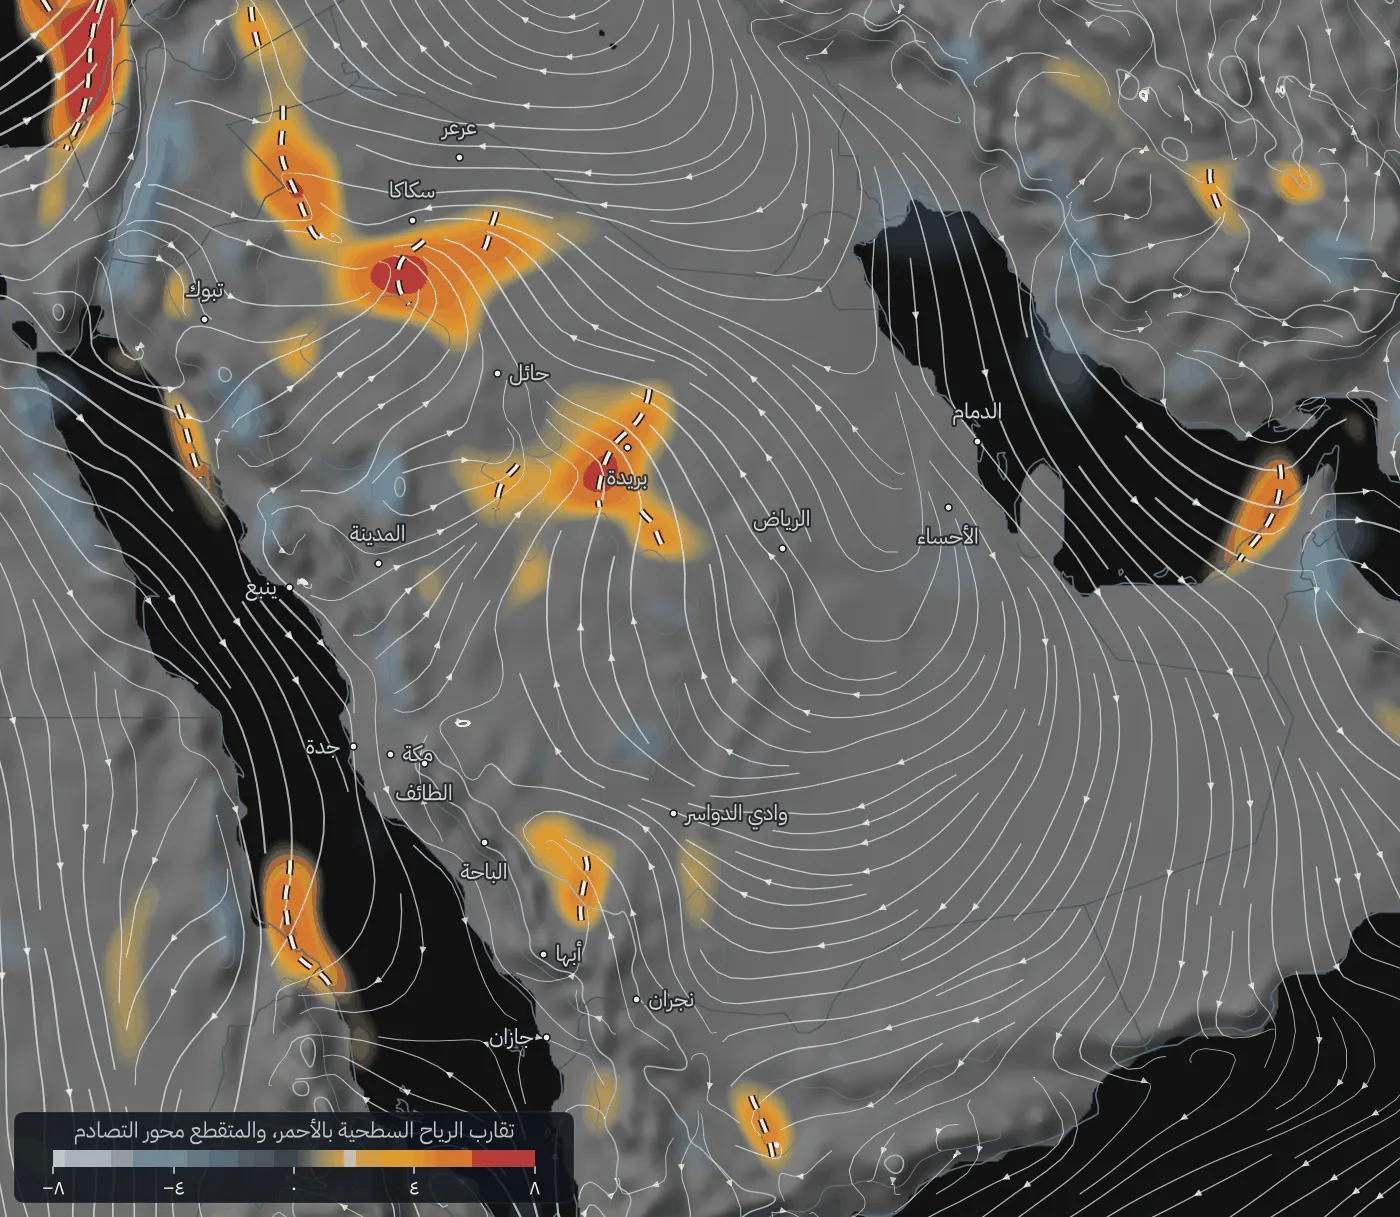 عرعر
سكاكا
تبوك
حائل
الدمام
بريدة
الرياض
المدينة
الأحساء
ينبع
جدة
مكة
الطائف
وادي الدواسر
الباحة
أبها
نجران
جازان
تقارب الرياح السطحية بالأحمر، والمتقطع محور التصادم
−٨ −٤ ٠ ٤ ٨